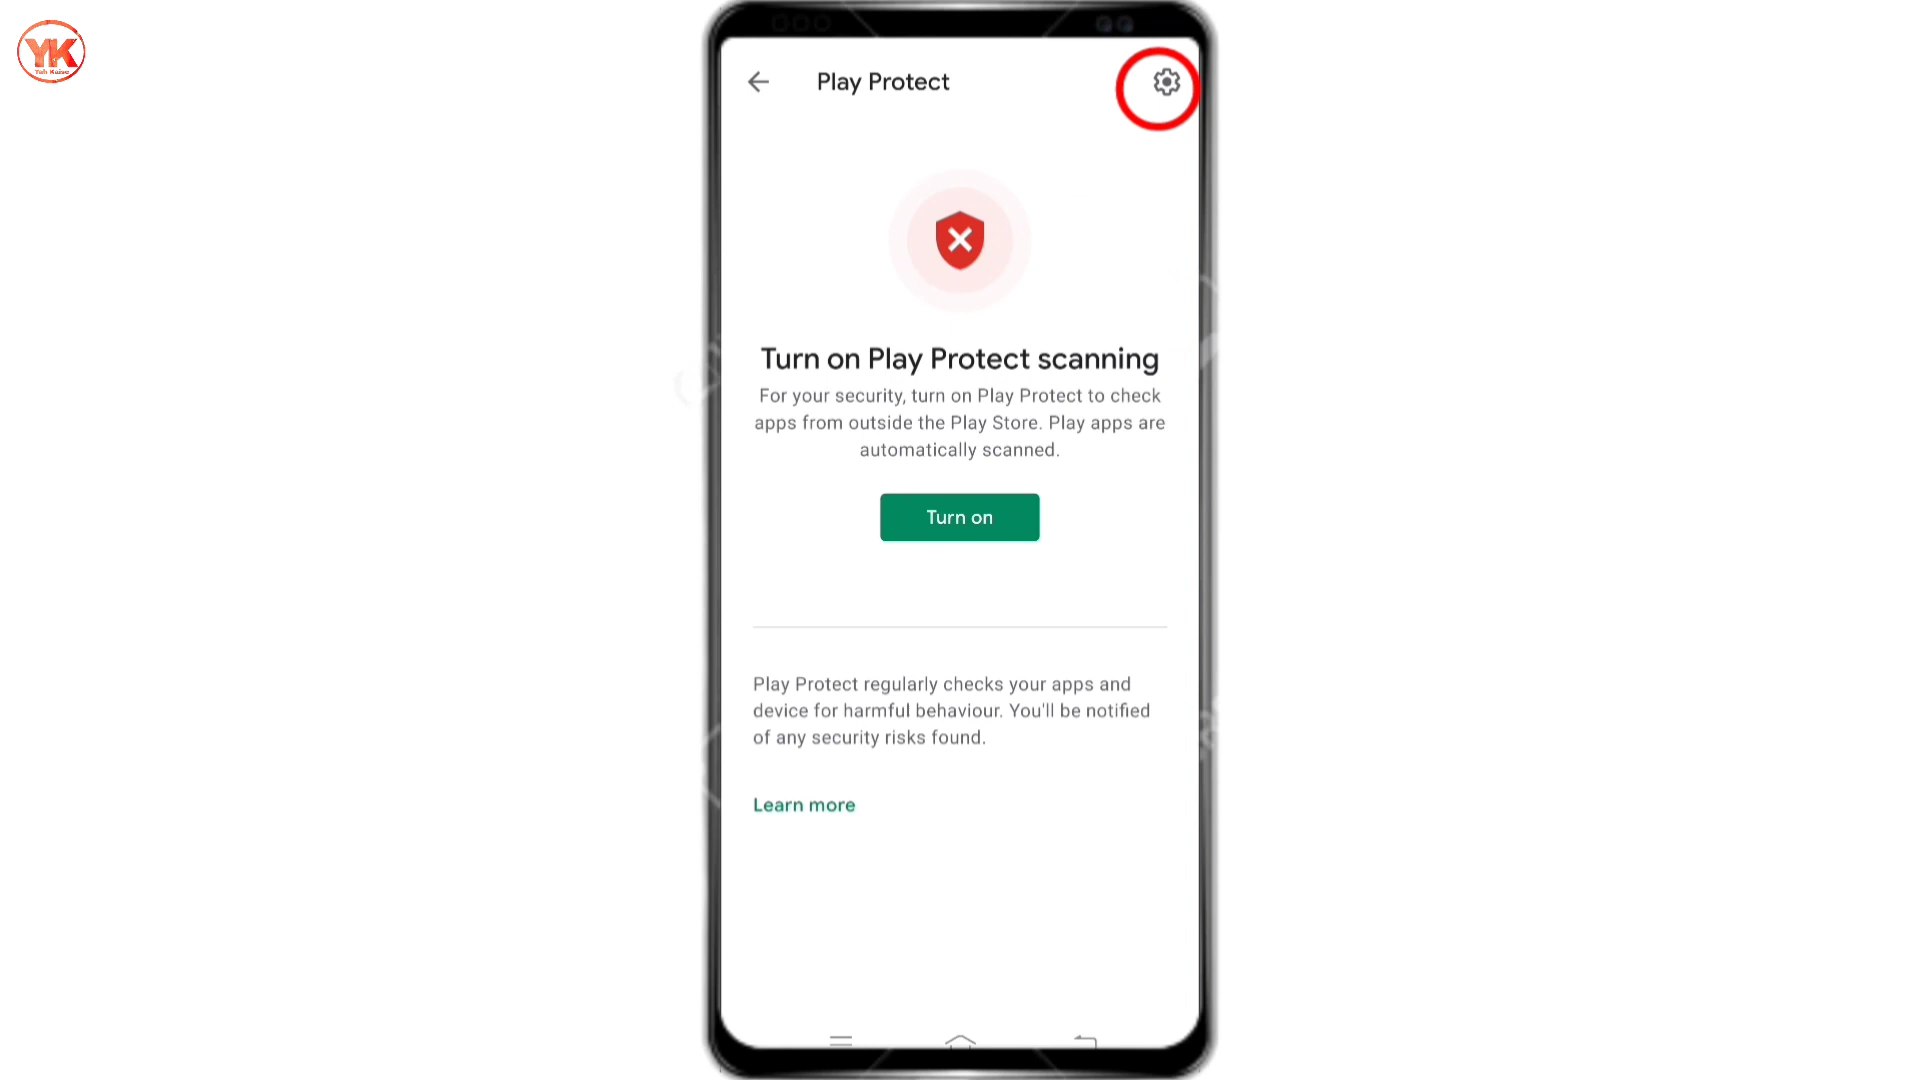 YK
Yah Kaise
Play Protect
Turn on Play Protect scanning
For your security, turn on Play Protect to check
apps from outside the Play Store. Play apps are
automatically scanned.
Turn on
Play Protect regularly checks your apps and
device for harmful behaviour. You'll be notified
of any security risks found.
Learn more